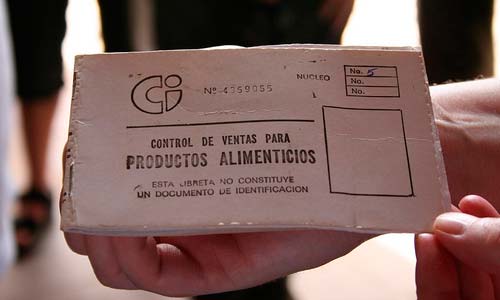 Ci
Nº 4359055
NUCLEO
No. 5
No.
No.
CONTROL DE VENTAS PARA
PRODUCTOS ALIMENTICIOS
ESTA LIBRETA NO CONSTITUYE
UN DOCUMENTO DE IDENTIFICACION